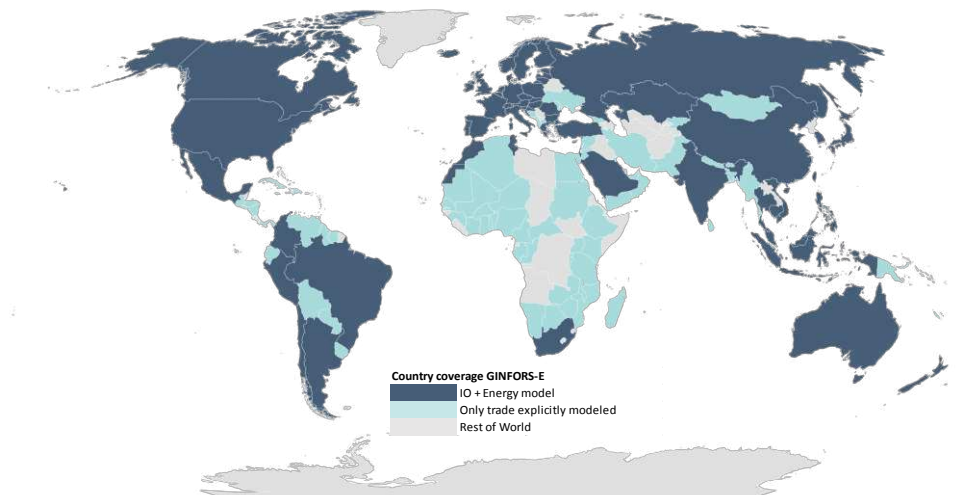 Country coverage GINFORS-E
IO + Energy model
Only trade explicitly modeled
Rest of World